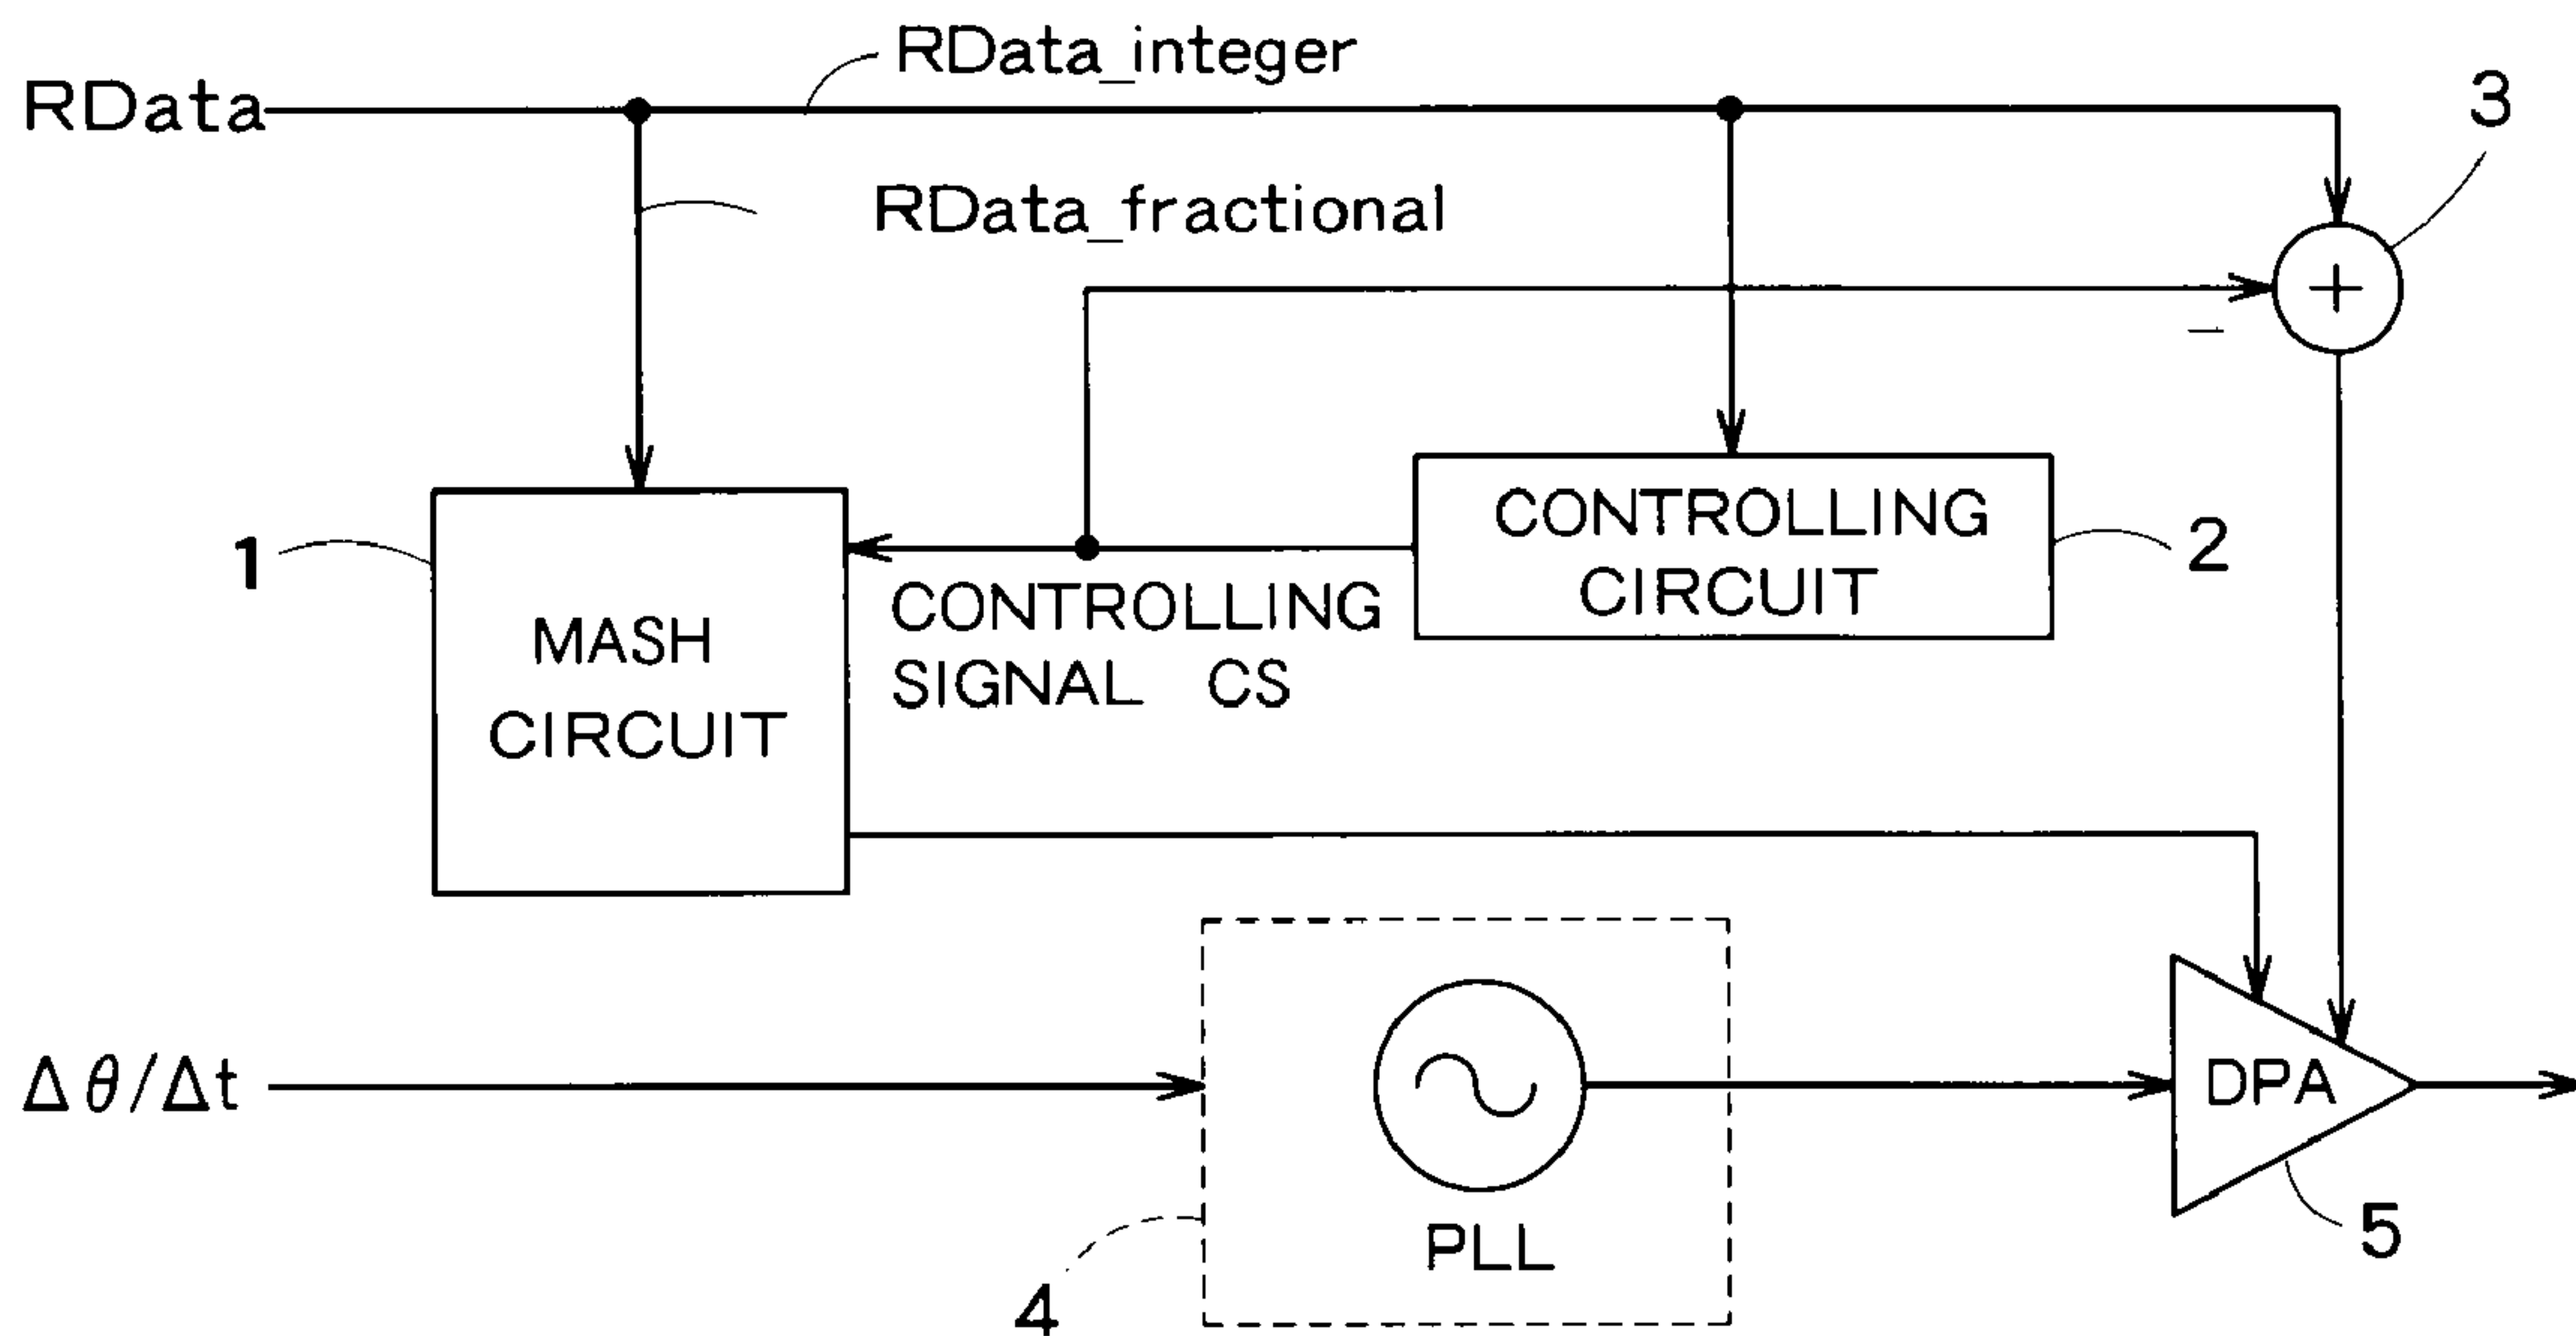 RData_integer
RData
3
RData_fractional
+
−
CONTROLLING
CIRCUIT
2
1
MASH
CIRCUIT
CONTROLLING
SIGNAL CS
Δθ/Δt
DPA
PLL
5
4